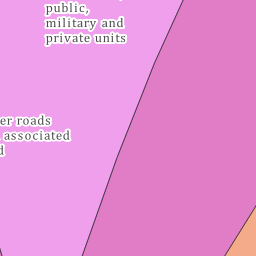 public,
military and
private units
er roads
associated
d